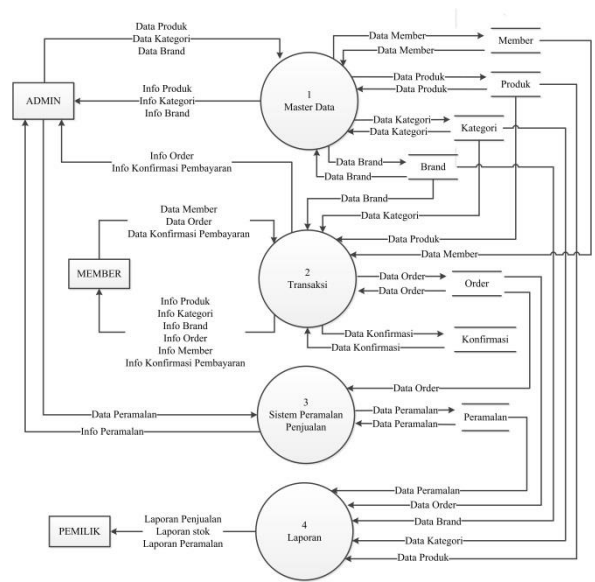 Data Produk
Data Kategori
Data Brand
ADMIN
Info Produk
Info Kategori
Info Brand
1
Master Data
Data Member
Data Member
Member
Data Produk
Data Produk
Produk
Data Kategori
Data Kategori
Kategori
Data Brand
Data Brand
Brand
Info Order
Info Konfirmasi Pembayaran
Data Brand
Data Kategori
Data Produk
Data Member
Data Member
Data Order
Data Konfirmasi Pembayaran
MEMBER
2
Transaksi
Data Order
Data Order
Order
Info Produk
Info Kategori
Info Brand
Info Order
Info Member
Info Konfirmasi Pembayaran
Data Konfirmasi
Data Konfirmasi
Konfirmasi
Data Order
3
Sistem Peramalan
Penjualan
Data Peramalan
Info Peramalan
Data Peramalan
Data Peramalan
Peramalan
Data Peramalan
Data Order
Data Brand
Data Kategori
Data Produk
4
Laporan
PEMILIK
Laporan Penjualan
Laporan stok
Laporan Peramalan